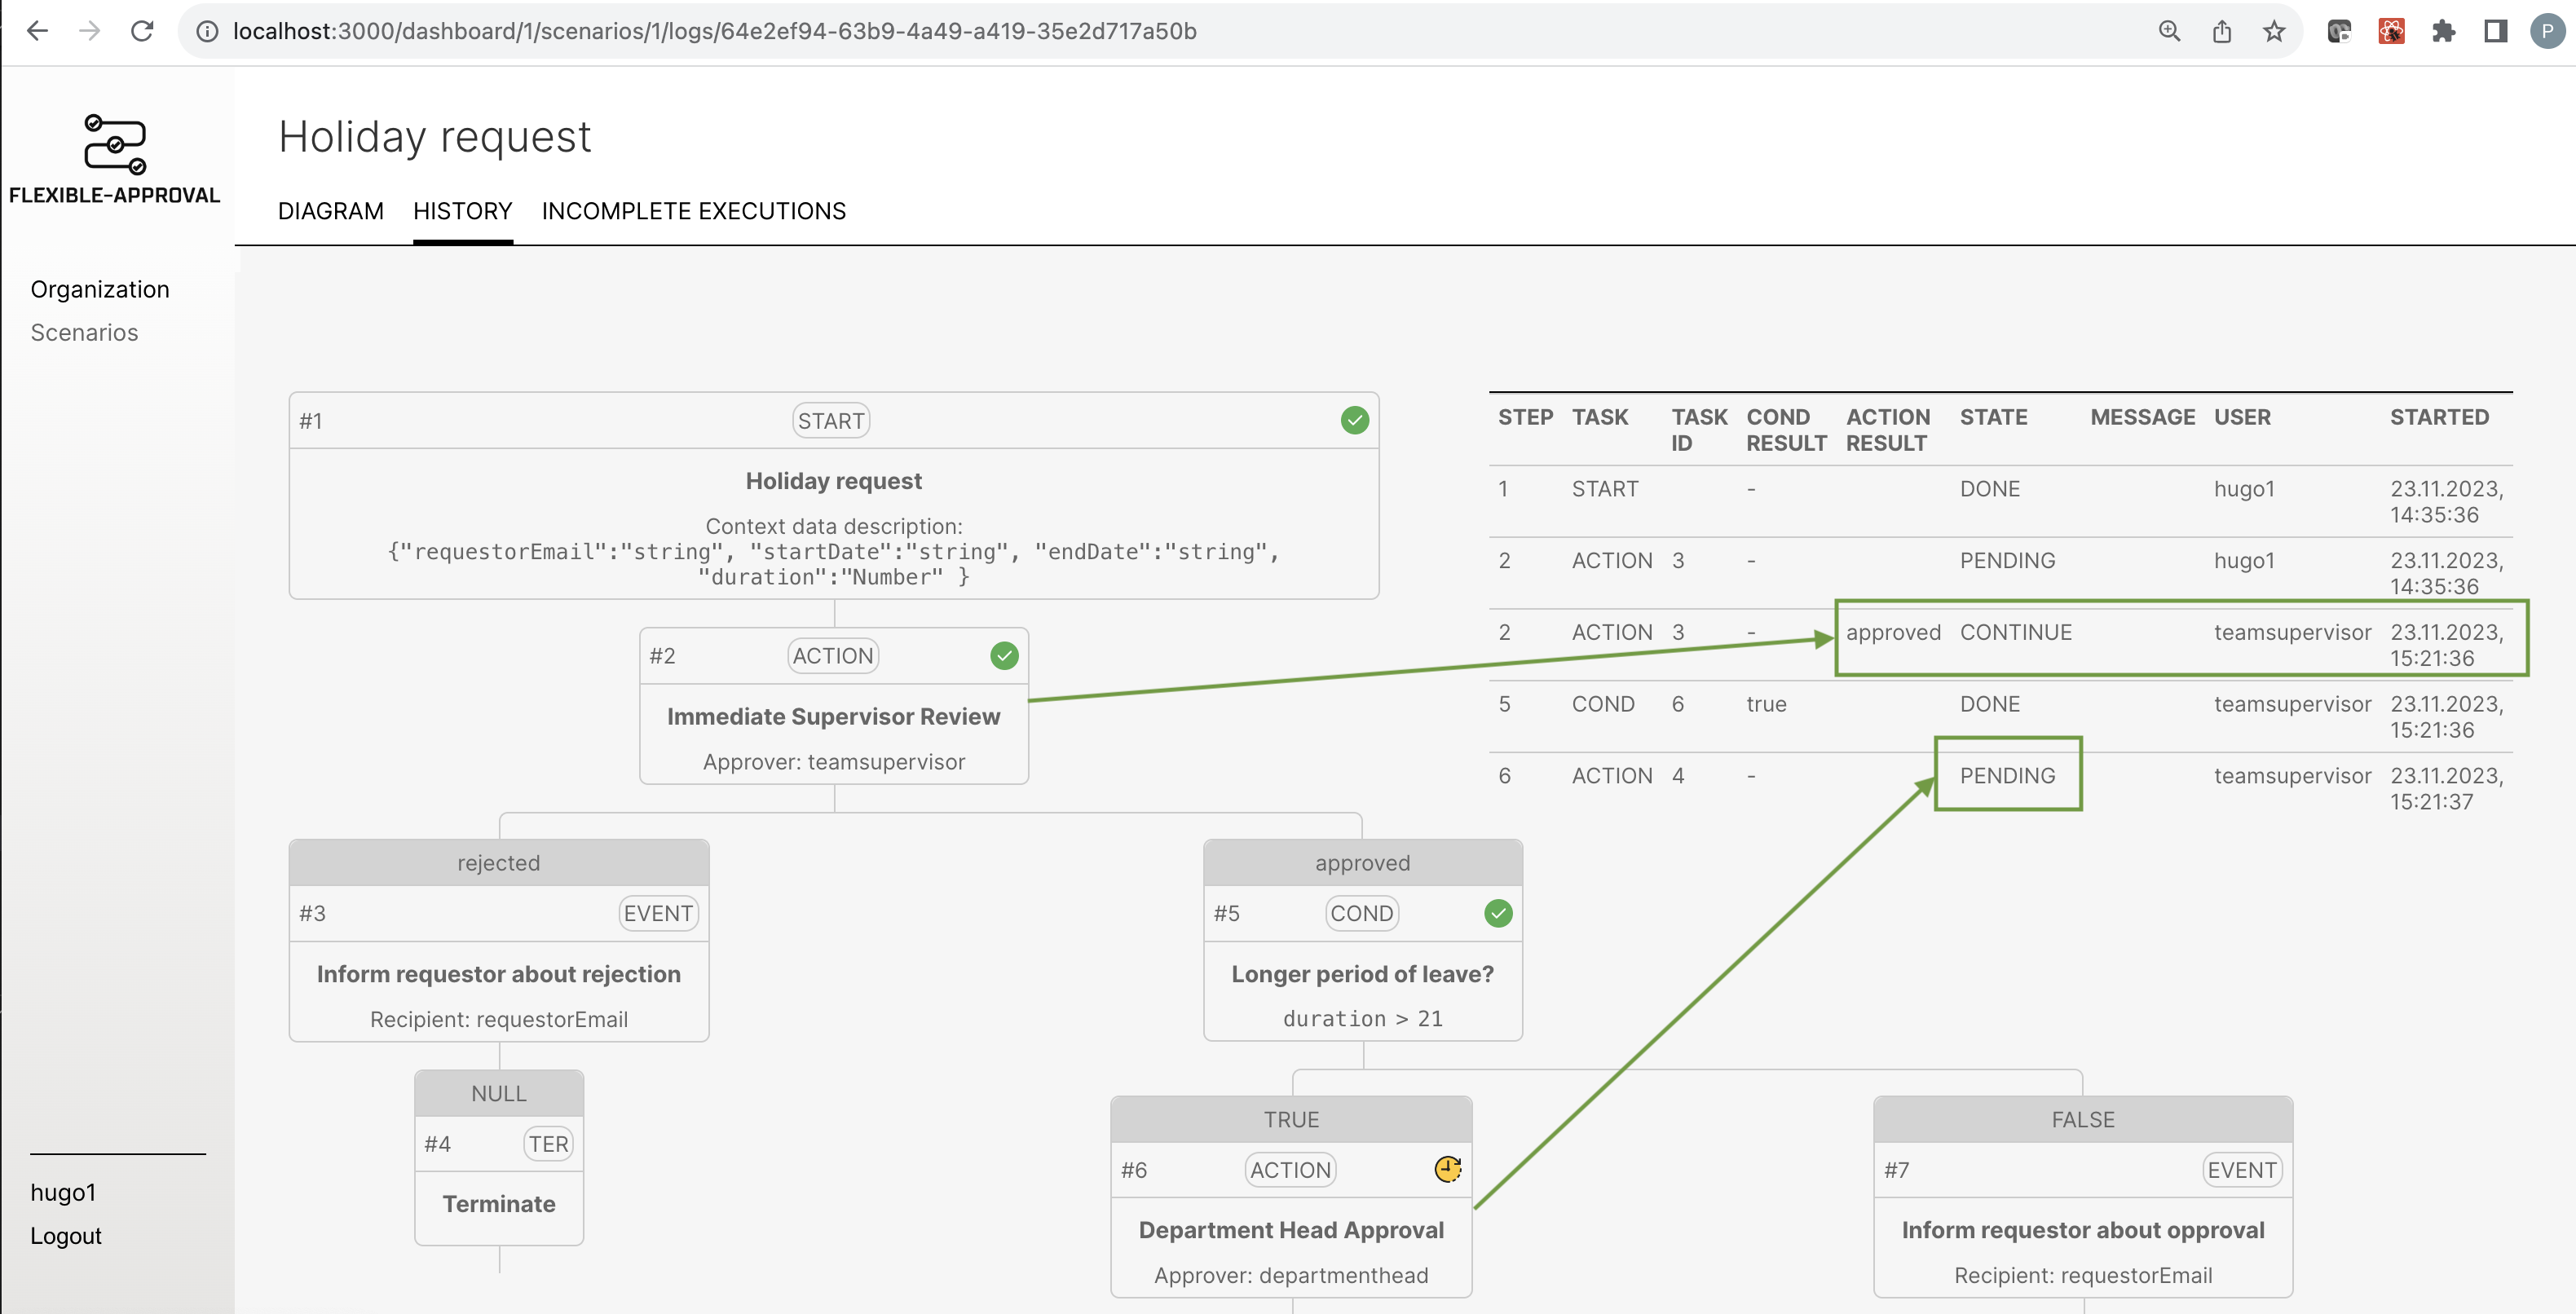 localhost:3000/dashboard/1/scenarios/1/logs/64e2ef94-63b9-4a49-a419-35e2d717a50b
P
FLEXIBLE-APPROVAL
Organization
Scenarios
hugo1
Logout
Holiday request
DIAGRAM HISTORY INCOMPLETE EXECUTIONS
#1 START
Holiday request
Context data description:
{"requestorEmail":"string", "startDate":"string", "endDate":"string",
"duration":"Number" }
#2 ACTION
Immediate Supervisor Review
Approver: teamsupervisor
rejected
#3 EVENT
Inform requestor about rejection
Recipient: requestorEmail
NULL
#4 TER
Terminate
approved
#5 COND
Longer period of leave?
duration > 21
TRUE
#6 ACTION
Department Head Approval
Approver: departmenthead
FALSE
#7 EVENT
Inform requestor about opproval
Recipient: requestorEmail
STEP TASK TASK COND ACTION STATE MESSAGE USER STARTED
ID RESULT RESULT
1 START - DONE hugo1 23.11.2023,
14:35:36
2 ACTION 3 - PENDING hugo1 23.11.2023,
14:35:36
2 ACTION 3 - approved CONTINUE teamsupervisor 23.11.2023,
15:21:36
5 COND 6 true DONE teamsupervisor 23.11.2023,
15:21:36
6 ACTION 4 - PENDING teamsupervisor 23.11.2023,
15:21:37